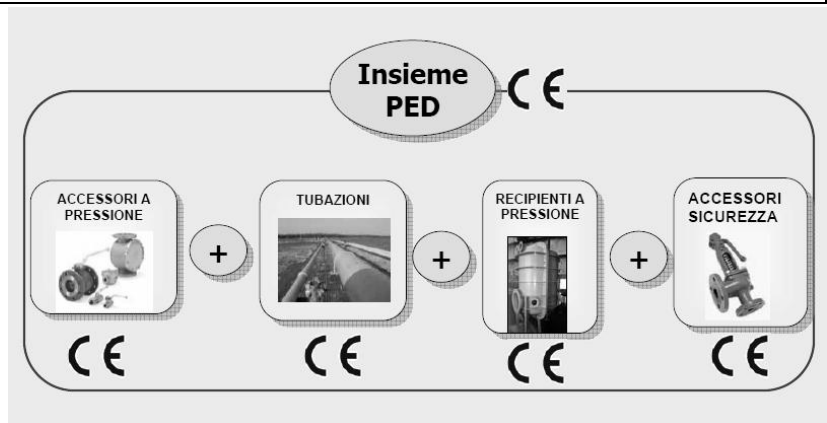 Insieme
PED
CE
ACCESSORI A
PRESSIONE
+
TUBAZIONI
+
RECIPIENTI A
PRESSIONE
+
ACCESSORI
SICUREZZA
CE
CE
CE
CE